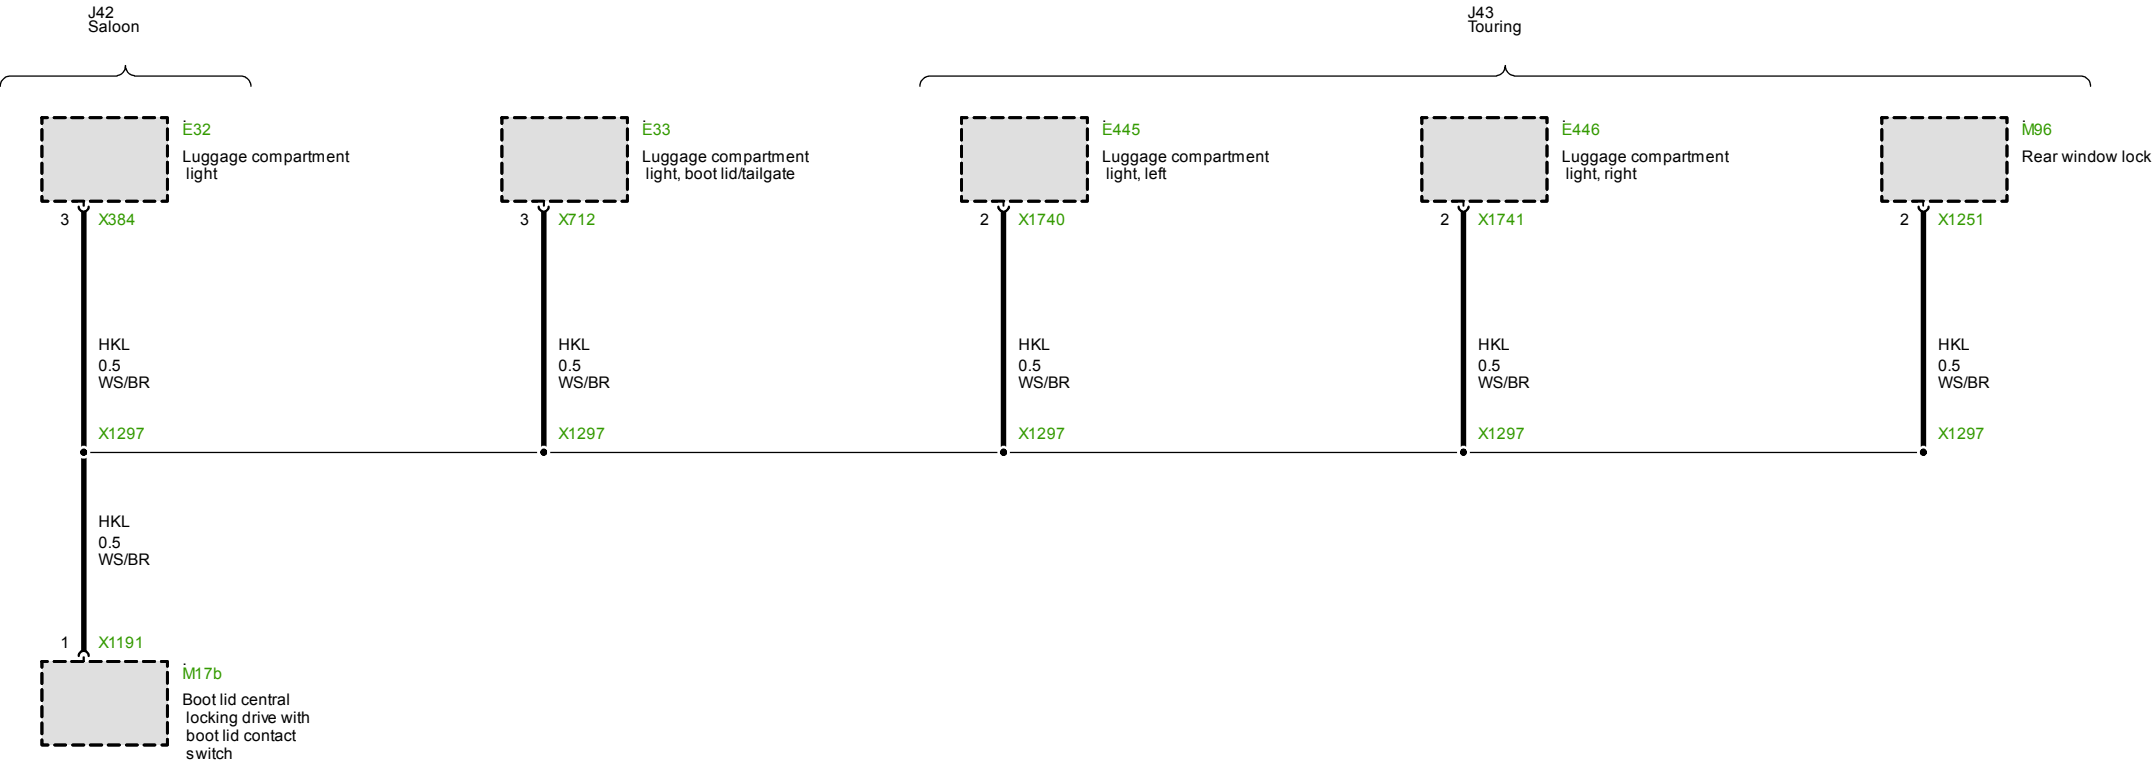 J42
Saloon
J43
Touring
E32
Luggage compartment
light
E33
Luggage compartment
light, boot lid/tailgate
E445
Luggage compartment
light, left
E446
Luggage compartment
light, right
M96
Rear window lock
3 X384
3 X712
2 X1740
2 X1741
2 X1251
HKL
0.5
WS/BR
HKL
0.5
WS/BR
HKL
0.5
WS/BR
HKL
0.5
WS/BR
HKL
0.5
WS/BR
X1297
X1297
X1297
X1297
X1297
HKL
0.5
WS/BR
1 X1191
M17b
Boot lid central
locking drive with
boot lid contact
switch